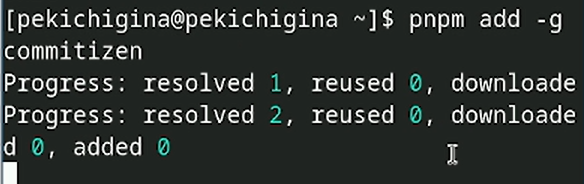 [pekichigina@pekichigina ~]$ pnpm add -g
commitizen
Progress: resolved 1, reused 0, downloade
Progress: resolved 2, reused 0, downloade
d 0, added 0